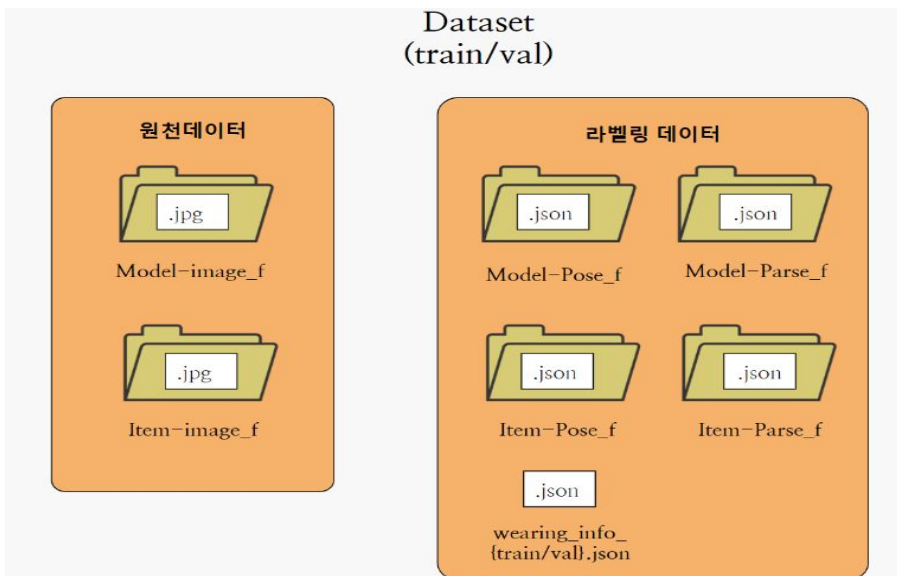 Dataset
(train/val)
원천데이터
.jpg
Model-image_f
.jpg
Item-image_f
라벨링 데이터
.json
.json
Model-Pose_f
Model-Parse_f
.json
.json
Item-Pose_f
Item-Parse_f
.json
wearing_info_
{train/val}.json